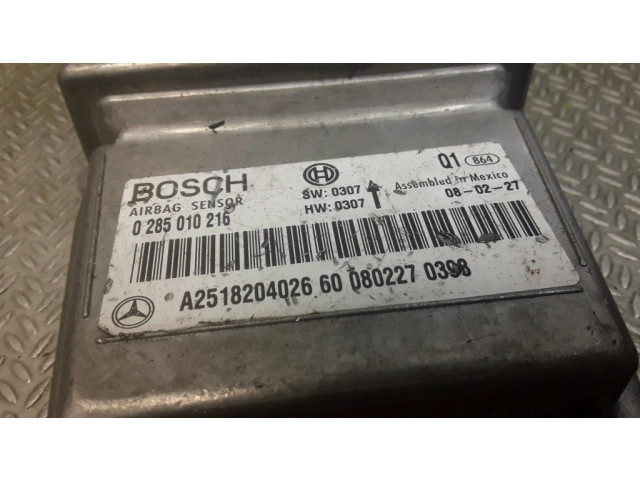 BOSCH
AIRBAG SENSOR
0 285 010 216
SW: 0307
HW: 0307
Q1 864
Assembled in Mexico
08-02-27
A2518204026 60 080227 0398